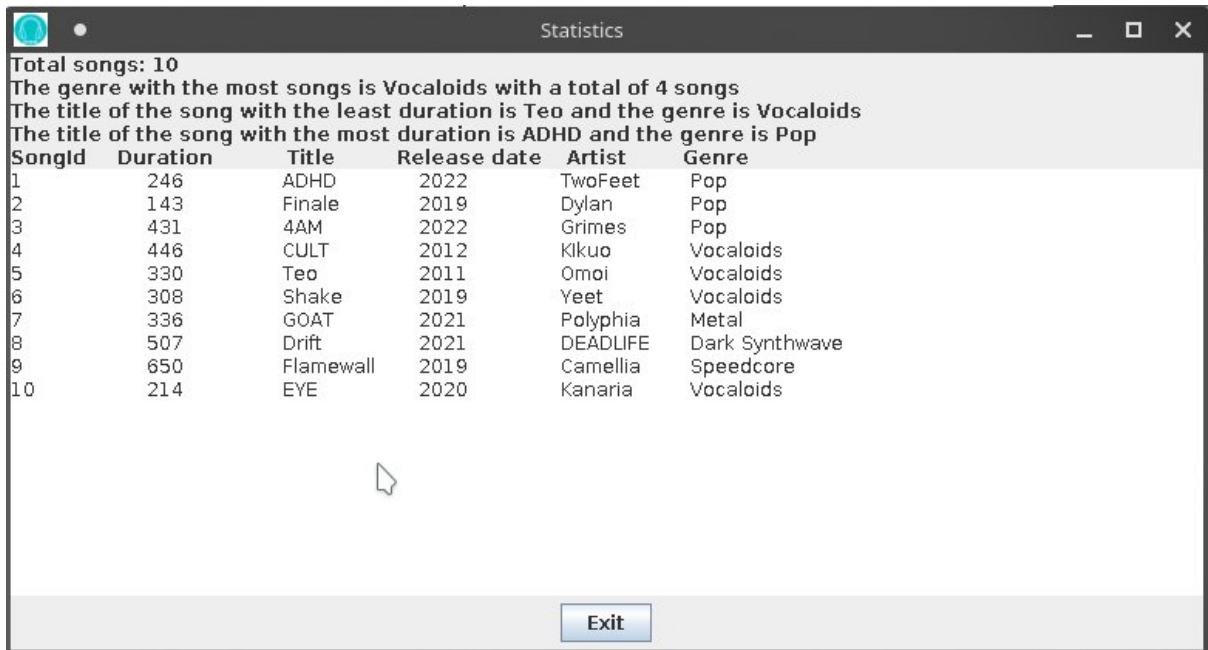 Statistics
Total songs: 10
The genre with the most songs is Vocaloids with a total of 4 songs
The title of the song with the least duration is Teo and the genre is Vocaloids
The title of the song with the most duration is ADHD and the genre is Pop
SongId Duration Title Release date Artist Genre
1 246 ADHD 2022 TwoFeet Pop
2 143 Finale 2019 Dylan Pop
3 431 4AM 2022 Grimes Pop
4 446 CULT 2012 KIkuo Vocaloids
5 330 Teo 2011 Omoi Vocaloids
6 308 Shake 2019 Yeet Vocaloids
7 336 GOAT 2021 Polyphia Metal
8 507 Drift 2021 DEADLIFE Dark Synthwave
9 650 Flamewall 2019 Camellia Speedcore
10 214 EYE 2020 Kanaria Vocaloids
Exit